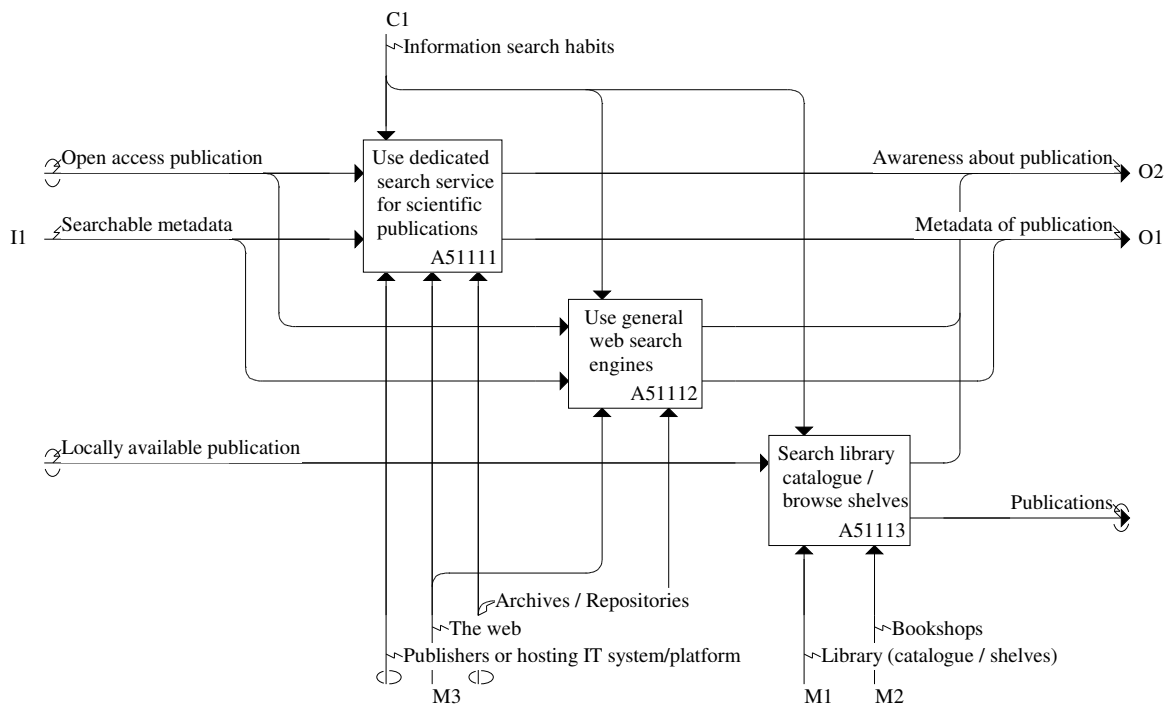 C1
Information search habits
Open access publication
Use dedicated
search service
for scientific
publications
A51111
Awareness about publication
O2
I1
Searchable metadata
Metadata of publication
O1
Use general
web search
engines
A51112
Locally available publication
Search library
catalogue /
browse shelves
A51113
Publications
Archives / Repositories
The web
Publishers or hosting IT system/platform
M3
Bookshops
Library (catalogue / shelves)
M1
M2